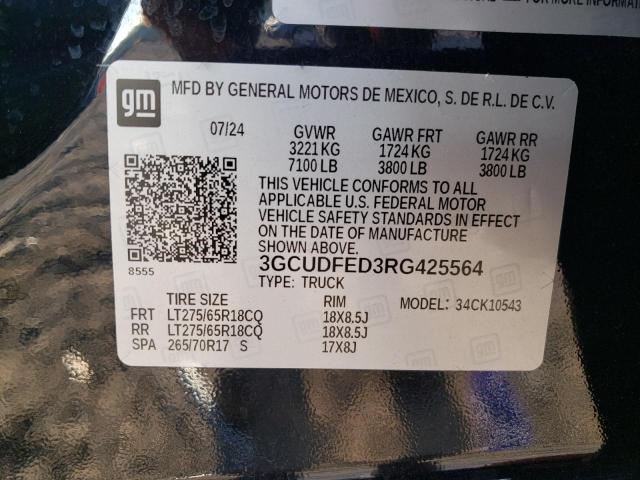 FOR MORE INFORMATION
gm
MFD BY GENERAL MOTORS DE MEXICO, S. DE R.L. DE C.V.
07/24 GVWR GAWR FRT GAWR RR
3221 KG 1724 KG 1724 KG
7100 LB 3800 LB 3800 LB
THIS VEHICLE CONFORMS TO ALL
APPLICABLE U.S. FEDERAL MOTOR
VEHICLE SAFETY STANDARDS IN EFFECT
ON THE DATE OF MANUFACTURE
8555
3GCUDFED3RG425564
TYPE: TRUCK
TIRE SIZE RIM MODEL: 34CK10543
FRT LT275/65R18CQ 18X8.5J
RR LT275/65R18CQ 18X8.5J
SPA 265/70R17 S 17X8J